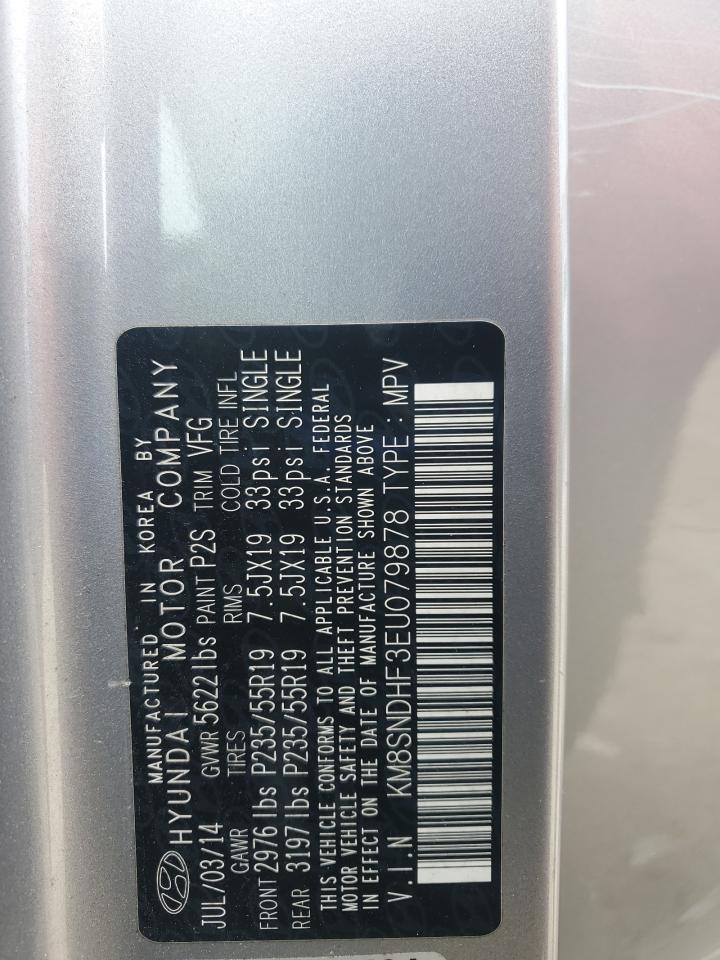 MANUFACTURED IN KOREA BY
HYUNDAI MOTOR COMPANY
JUL/03/14 GVWR 5622 lbs PAINT P2S TRIM VFG
GAWR TIRES RIMS COLD TIRE INFL
FRONT 2976 lbs P235/55R19 7.5JX19 33psi SINGLE
REAR 3197 lbs P235/55R19 7.5JX19 33psi SINGLE
THIS VEHICLE CONFORMS TO ALL APPLICABLE U.S.A. FEDERAL
MOTOR VEHICLE SAFETY AND THEFT PREVENTION STANDARDS
IN EFFECT ON THE DATE OF MANUFACTURE SHOWN ABOVE
V.I.N KM8SNDHF3EU079878 TYPE : MPV